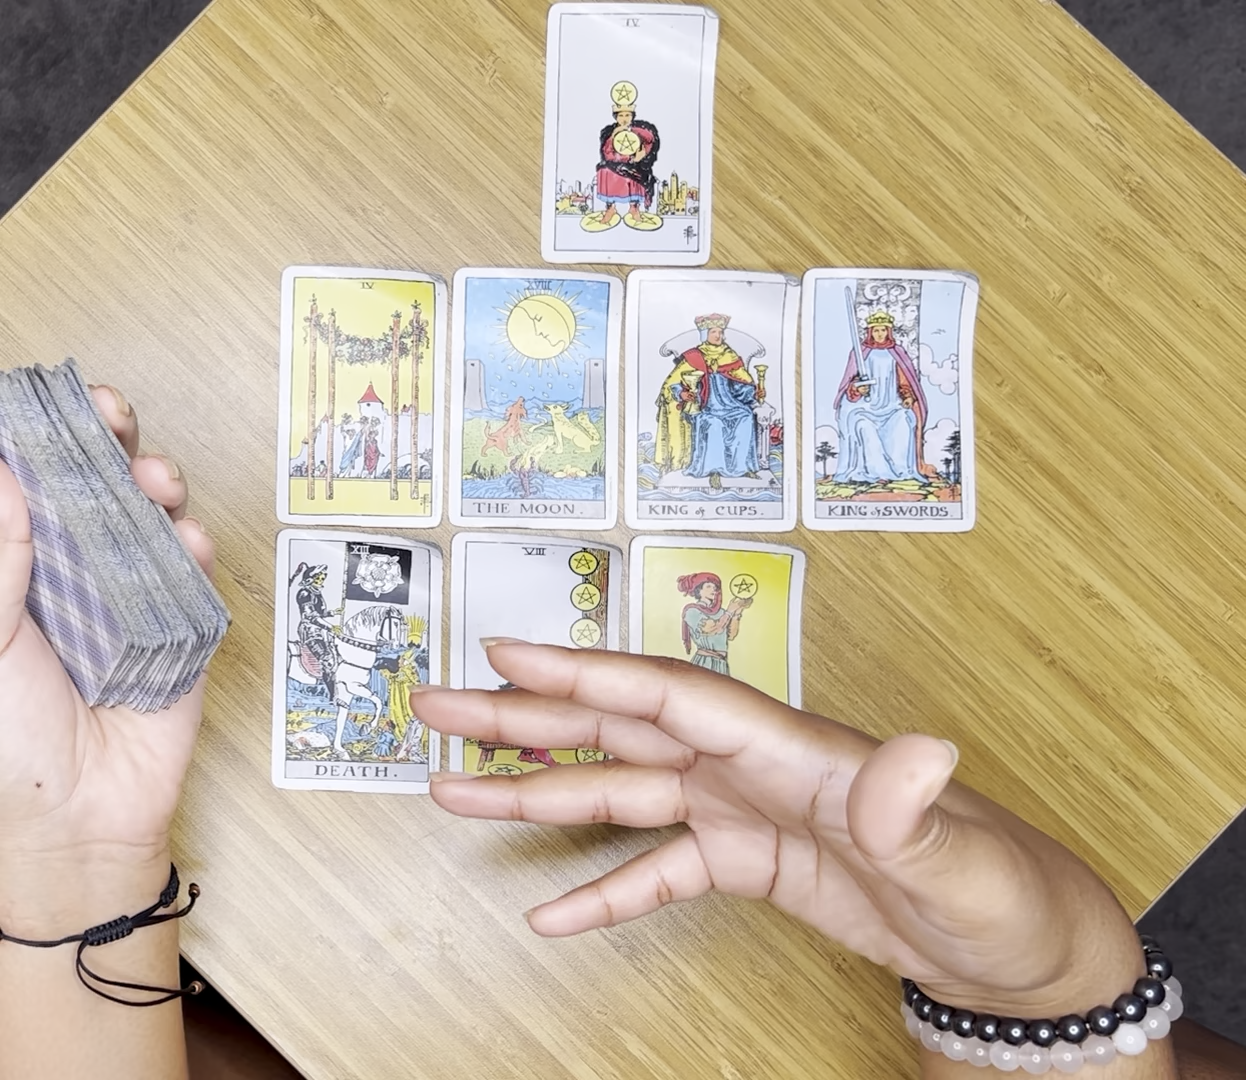 IV
IV
XVIII
THE MOON.
KING of CUPS.
KING of SWORDS.
XIII
DEATH.
VIII